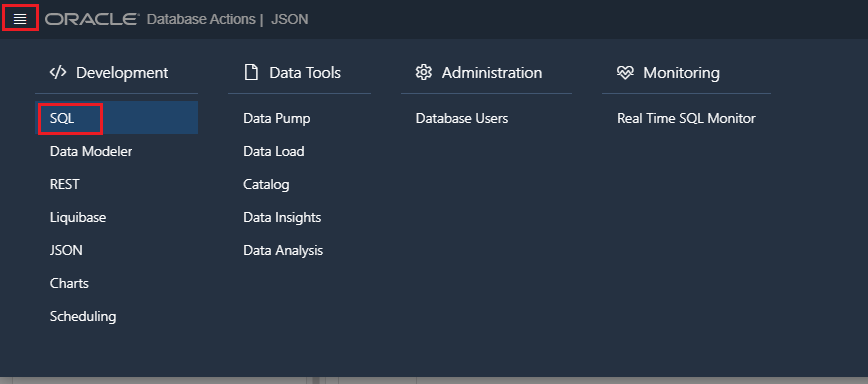 ORACLE Database Actions | JSON
</> Development
SQL
Data Modeler
REST
Liquibase
JSON
Charts
Scheduling
Data Tools
Data Pump
Data Load
Catalog
Data Insights
Data Analysis
Administration
Database Users
Monitoring
Real Time SQL Monitor